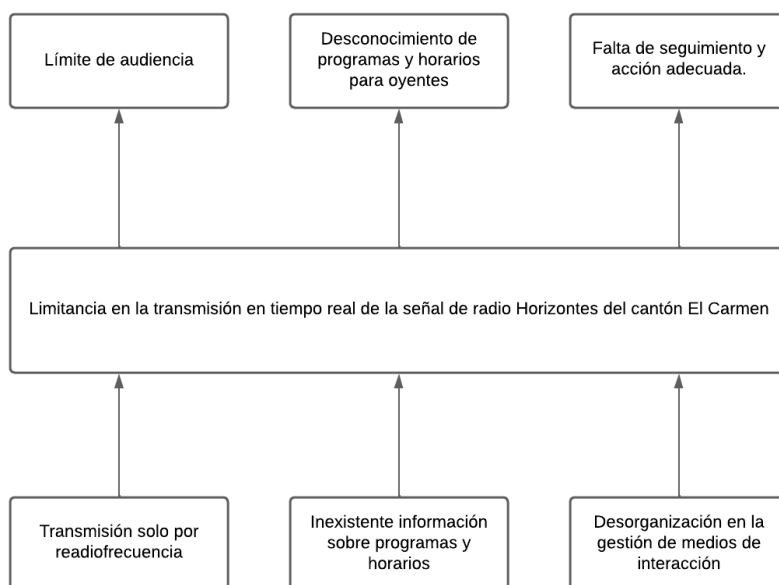 Límite de audiencia
Desconocimiento de
programas y horarios
para oyentes
Falta de seguimiento y
acción adecuada.
Limitancia en la transmisión en tiempo real de la señal de radio Horizontes del cantón El Carmen
Transmisión solo por
readiofrecuencia
Inexistente información
sobre programas y
horarios
Desorganización en la
gestión de medios de
interacción